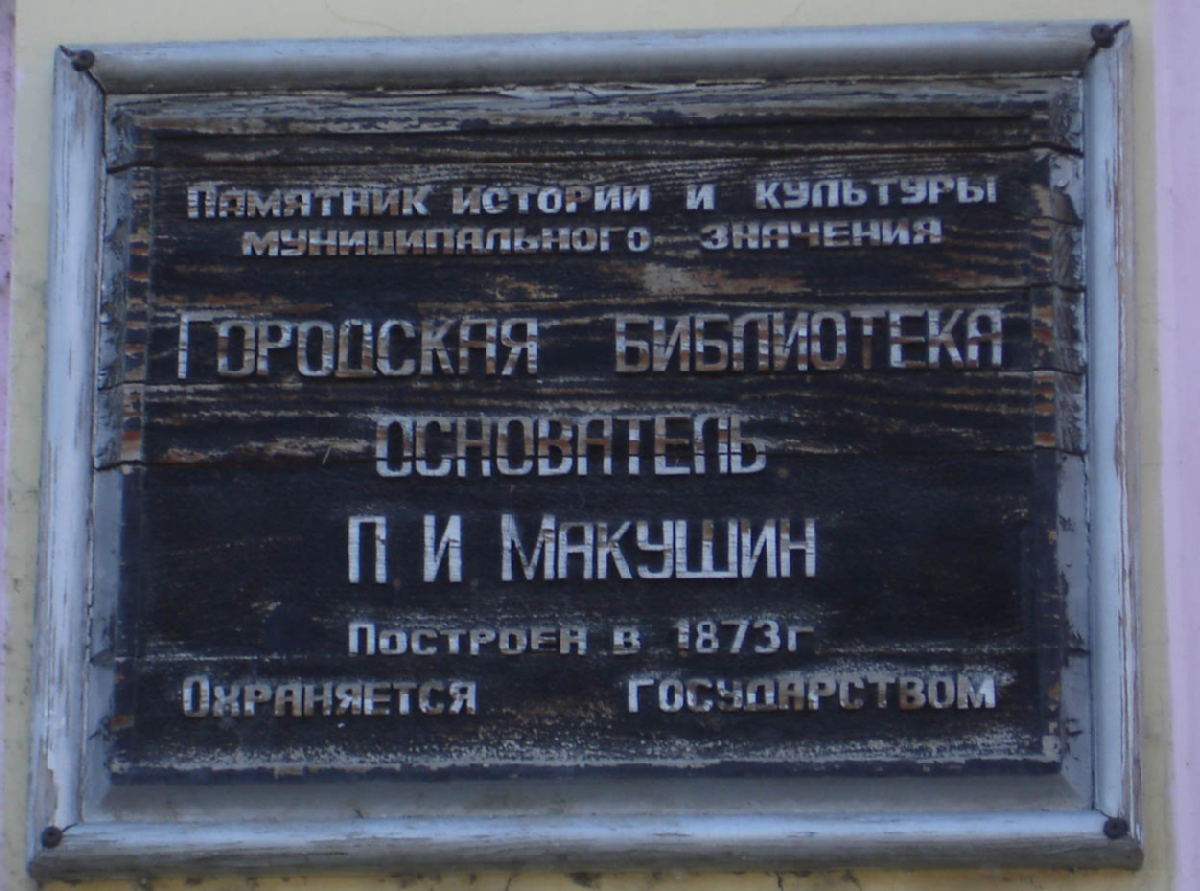 Памятник истории и культуры
муниципального значения
Городская библиотека
основатель
П И Макушин
Построен в 1873г.
Охраняется государством